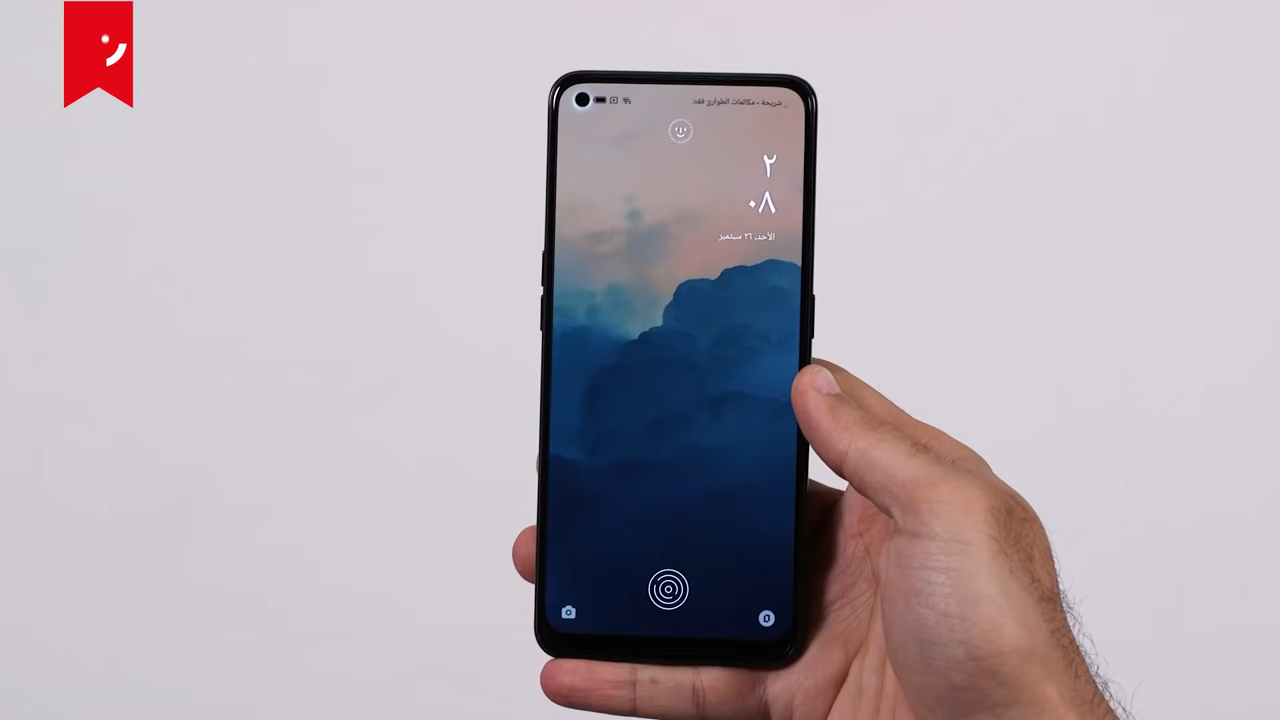 شريحة - مكالمات الطوارئ فقط
٢
٠٨
الأحد، ٢٦ سبتمبر